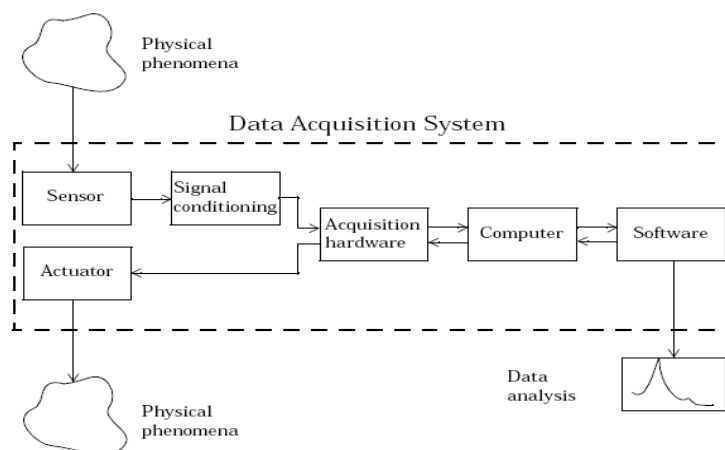 Physical
phenomena
Data Acquisition System
Sensor
Signal
conditioning
Acquisition
hardware
Computer
Software
Actuator
Data
analysis
Physical
phenomena